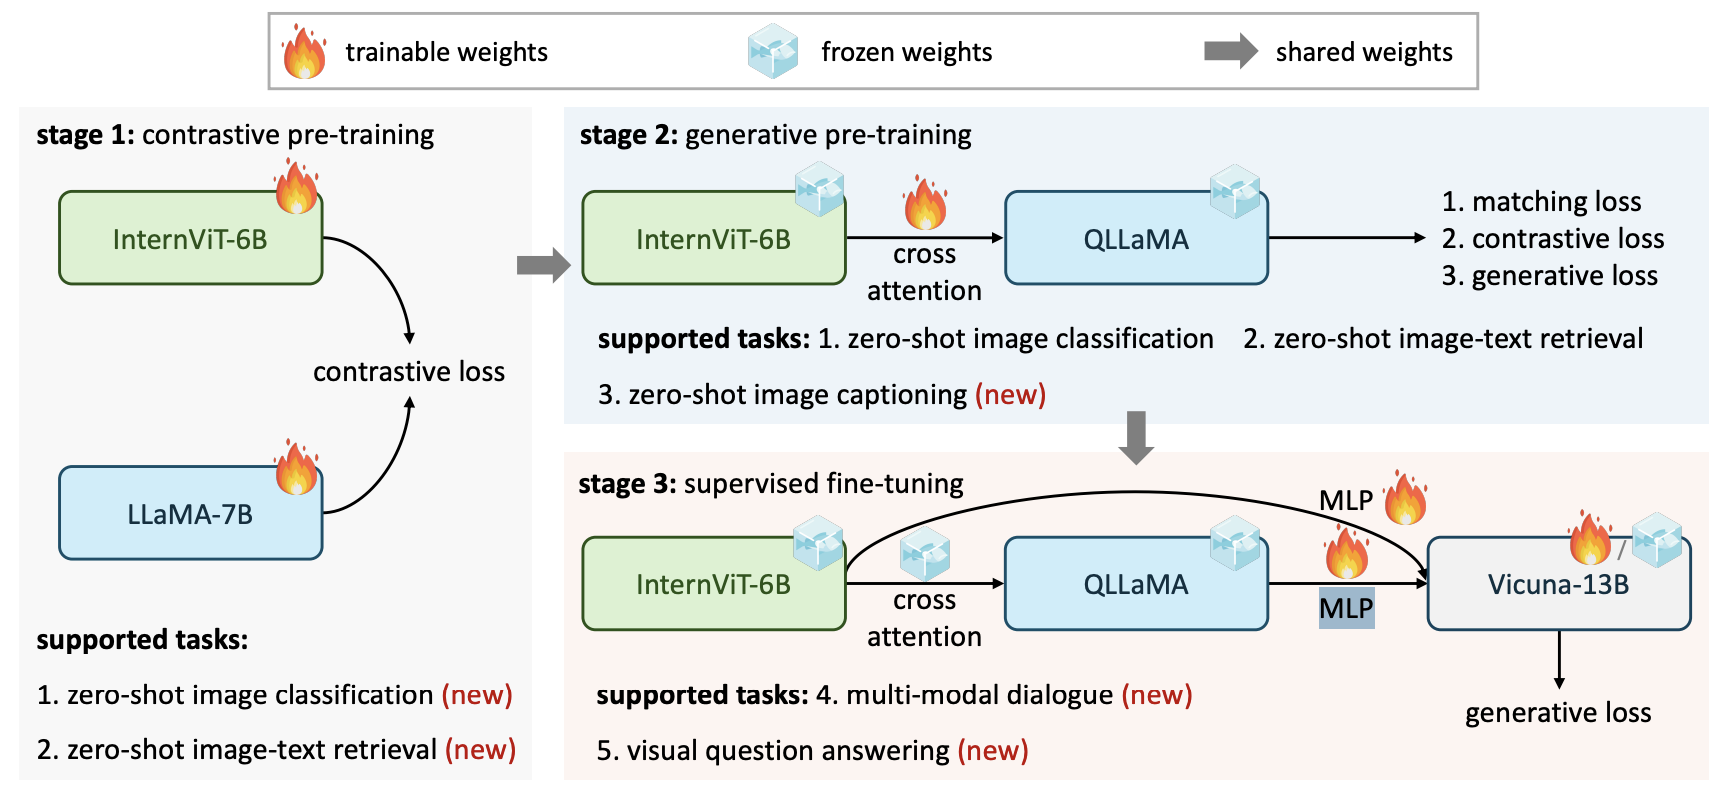 trainable weights
frozen weights
shared weights
stage 1: contrastive pre-training
InternViT-6B
contrastive loss
LLaMA-7B
supported tasks:
1. zero-shot image classification (new)
2. zero-shot image-text retrieval (new)
stage 2: generative pre-training
InternViT-6B
cross
attention
QLLaMA
1. matching loss
2. contrastive loss
3. generative loss
supported tasks: 1. zero-shot image classification 2. zero-shot image-text retrieval
3. zero-shot image captioning (new)
stage 3: supervised fine-tuning
MLP
InternViT-6B
cross
attention
QLLaMA
MLP
/
Vicuna-13B
generative loss
supported tasks: 4. multi-modal dialogue (new)
5. visual question answering (new)